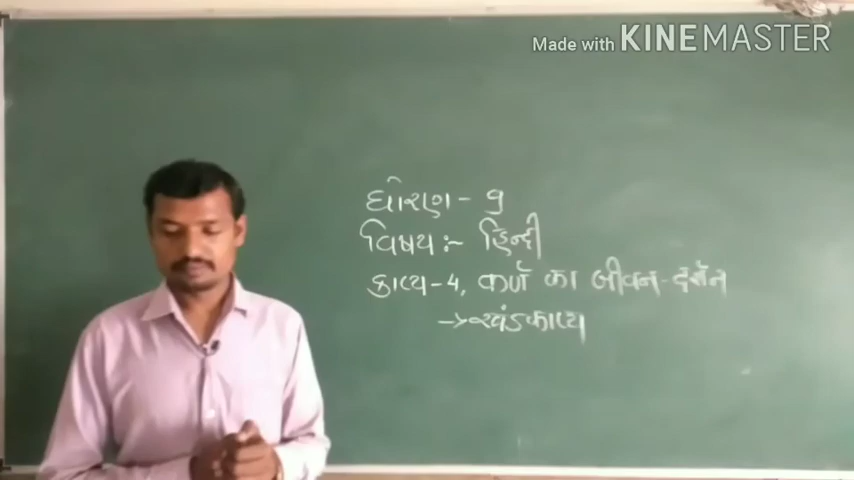 Made with KINEMASTER
ધોરણ - 9
વિષય :- हिन्दी
કાવ્ય - 4, कर्ण का जीवन-दर्शन
→ खंडकाव्य